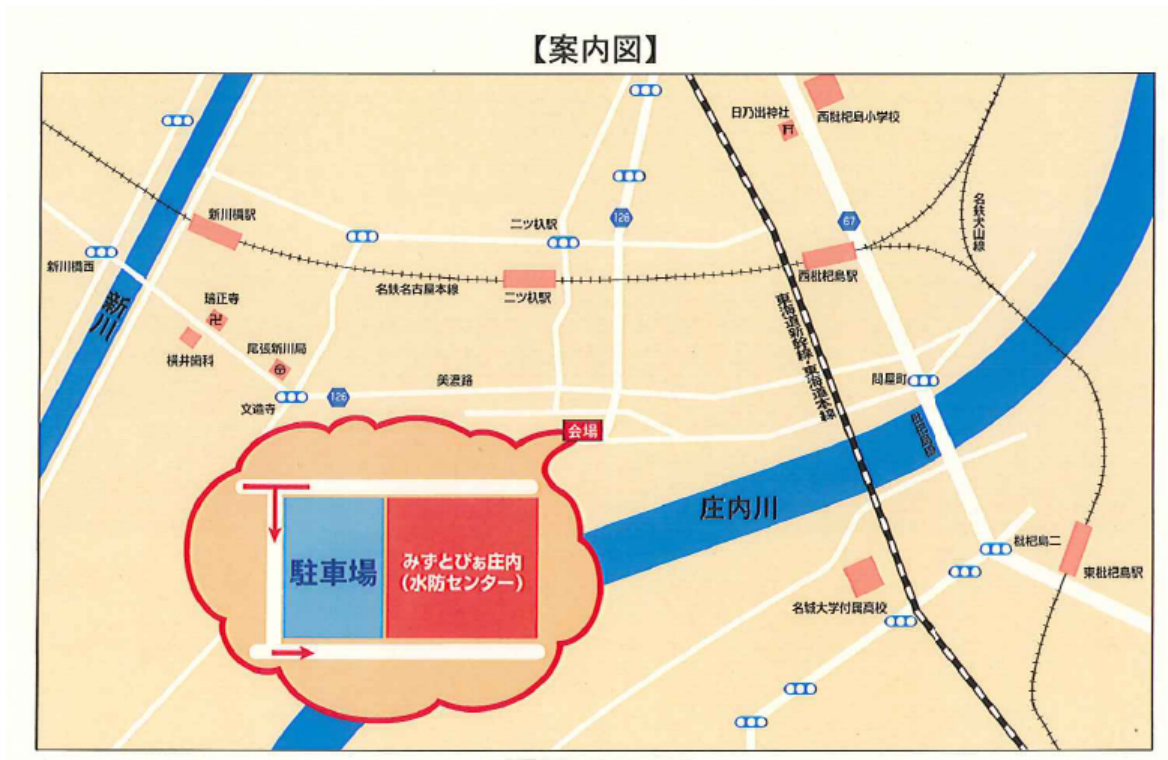 【案内図】
日乃出神社
西枇杷島小学校
新川橋駅
二ツ杁駅
126
67
名鉄犬山線
新川橋西
名鉄名古屋本線
二ツ杁駅
西枇杷島駅
新川
瑞正寺
横井歯科
尾張新川局
東海道新幹線・東海道本線
美濃路
問屋町
文造寺
126
会場
庄内川
駐車場
みずとぴぁ庄内
(水防センター)
枇杷島二
東枇杷島駅
名城大学付属高校